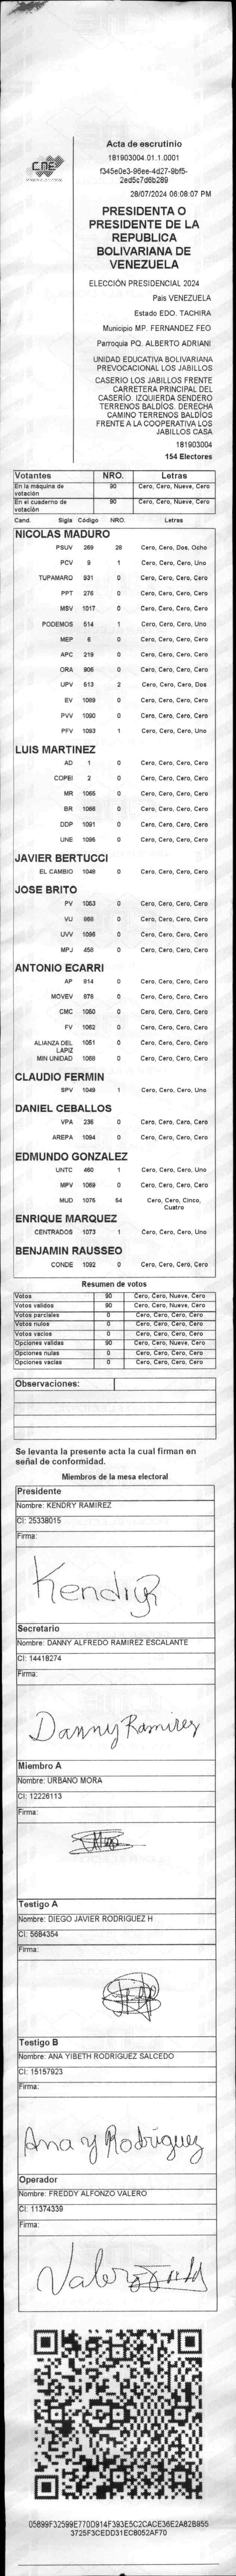 CNE
Acta de escrutinio
181903004.01.1.0001
f345e0e3-96ee-4d27-9bf5-
2ed5c7d6b289
28/07/2024 06:08:07 PM
PRESIDENTA O
PRESIDENTE DE LA
REPUBLICA
BOLIVARIANA DE
VENEZUELA
ELECCIÓN PRESIDENCIAL 2024
Pais VENEZUELA
Estado EDO. TACHIRA
Municipio MP. FERNANDEZ FEO
Parroquia PQ. ALBERTO ADRIANI
UNIDAD EDUCATIVA BOLIVARIANA
PREVOCACIONAL LOS JABILLOS
CASERIO LOS JABILLOS FRENTE
CARRETERA PRINCIPAL DEL
CASERÍO. IZQUIERDA SENDERO
TERRENOS BALDÍOS. DERECHA
CAMINO TERRENOS BALDÍOS
FRENTE A LA COOPERATIVA LOS
JABILLOS CASA
181903004
154 Electores
Votantes NRO. Letras
En la máquina de votación 90 Cero, Cero, Nueve, Cero
En el cuaderno de votación 90 Cero, Cero, Nueve, Cero
Cand. Sigla Código NRO. Letras
NICOLAS MADURO
PSUV 269 28 Cero, Cero, Dos, Ocho
PCV 9 1 Cero, Cero, Cero, Uno
TUPAMARO 931 0 Cero, Cero, Cero, Cero
PPT 276 0 Cero, Cero, Cero, Cero
MSV 1017 0 Cero, Cero, Cero, Cero
PODEMOS 514 1 Cero, Cero, Cero, Uno
MEP 6 0 Cero, Cero, Cero, Cero
APC 219 0 Cero, Cero, Cero, Cero
ORA 906 0 Cero, Cero, Cero, Cero
UPV 513 2 Cero, Cero, Cero, Dos
EV 1089 0 Cero, Cero, Cero, Cero
PVV 1090 0 Cero, Cero, Cero, Cero
PFV 1093 1 Cero, Cero, Cero, Uno
LUIS MARTINEZ
AD 1 0 Cero, Cero, Cero, Cero
COPEI 2 0 Cero, Cero, Cero, Cero
MR 1065 0 Cero, Cero, Cero, Cero
BR 1066 0 Cero, Cero, Cero, Cero
DDP 1091 0 Cero, Cero, Cero, Cero
UNE 1095 0 Cero, Cero, Cero, Cero
JAVIER BERTUCCI
EL CAMBIO 1048 0 Cero, Cero, Cero, Cero
JOSE BRITO
PV 1053 0 Cero, Cero, Cero, Cero
VU 868 0 Cero, Cero, Cero, Cero
UVV 1096 0 Cero, Cero, Cero, Cero
MPJ 458 0 Cero, Cero, Cero, Cero
ANTONIO ECARRI
AP 814 0 Cero, Cero, Cero, Cero
MOVEV 878 0 Cero, Cero, Cero, Cero
CMC 1050 0 Cero, Cero, Cero, Cero
FV 1062 0 Cero, Cero, Cero, Cero
ALIANZA DEL LAPIZ 1051 0 Cero, Cero, Cero, Cero
MIN UNIDAD 1068 0 Cero, Cero, Cero, Cero
CLAUDIO FERMIN
SPV 1049 1 Cero, Cero, Cero, Uno
DANIEL CEBALLOS
VPA 236 0 Cero, Cero, Cero, Cero
AREPA 1094 0 Cero, Cero, Cero, Cero
EDMUNDO GONZALEZ
UNTC 460 1 Cero, Cero, Cero, Uno
MPV 1069 0 Cero, Cero, Cero, Cero
MUD 1075 54 Cero, Cero, Cinco, Cuatro
ENRIQUE MARQUEZ
CENTRADOS 1073 1 Cero, Cero, Cero, Uno
BENJAMIN RAUSSEO
CONDE 1092 0 Cero, Cero, Cero, Cero
Resumen de votos
Votos 90 Cero, Cero, Nueve, Cero
Votos validos 90 Cero, Cero, Nueve, Cero
Votos parciales 0 Cero, Cero, Cero, Cero
Votos nulos 0 Cero, Cero, Cero, Cero
Votos vacios 0 Cero, Cero, Cero, Cero
Opciones validas 90 Cero, Cero, Nueve, Cero
Opciones nulas 0 Cero, Cero, Cero, Cero
Opciones vacias 0 Cero, Cero, Cero, Cero
Observaciones:
Se levanta la presente acta la cual firman en
señal de conformidad.
Miembros de la mesa electoral
Presidente
Nombre: KENDRY RAMIREZ
CI: 25338015
Firma:
Kendry R
Secretario
Nombre: DANNY ALFREDO RAMIREZ ESCALANTE
CI: 14418274
Firma:
Danny Ramirez
Miembro A
Nombre: URBANO MORA
CI: 12226113
Firma:
Testigo A
Nombre: DIEGO JAVIER RODRIGUEZ H
CI: 5684354
Firma:
Testigo B
Nombre: ANA YIBETH RODRIGUEZ SALCEDO
CI: 15157923
Firma:
Ana y Rodriguez
Operador
Nombre: FREDDY ALFONZO VALERO
CI: 11374339
Firma:
05899F32599E770D914F393E5C2CACE36E2A82B955
3725F3CEDD31EC8052AF70